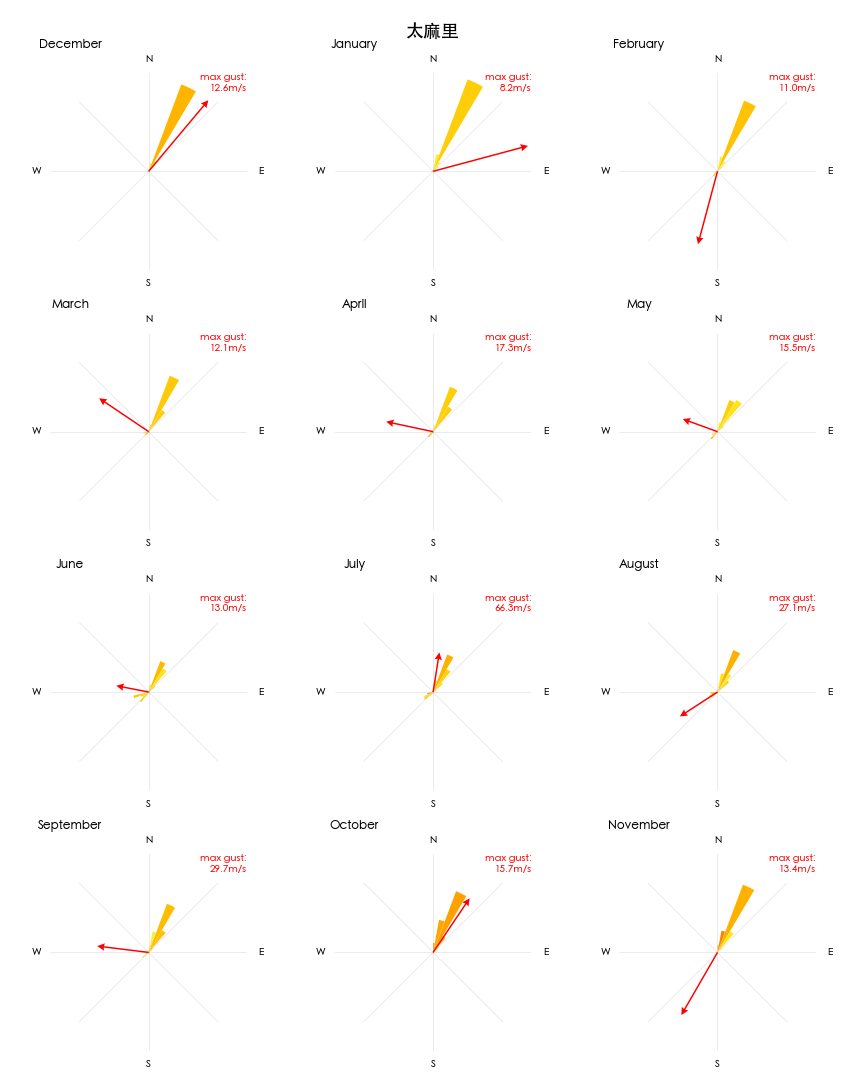 太麻里
December
N
max gust:
12.6m/s
W
E
S
January
N
max gust:
8.2m/s
W
E
S
February
N
max gust:
11.0m/s
W
E
S
March
N
max gust:
12.1m/s
W
E
S
April
N
max gust:
17.3m/s
W
E
S
May
N
max gust:
15.5m/s
W
E
S
June
N
max gust:
13.0m/s
W
E
S
July
N
max gust:
66.3m/s
W
E
S
August
N
max gust:
27.1m/s
W
E
S
September
N
max gust:
29.7m/s
W
E
S
October
N
max gust:
15.7m/s
W
E
S
November
N
max gust:
13.4m/s
W
E
S